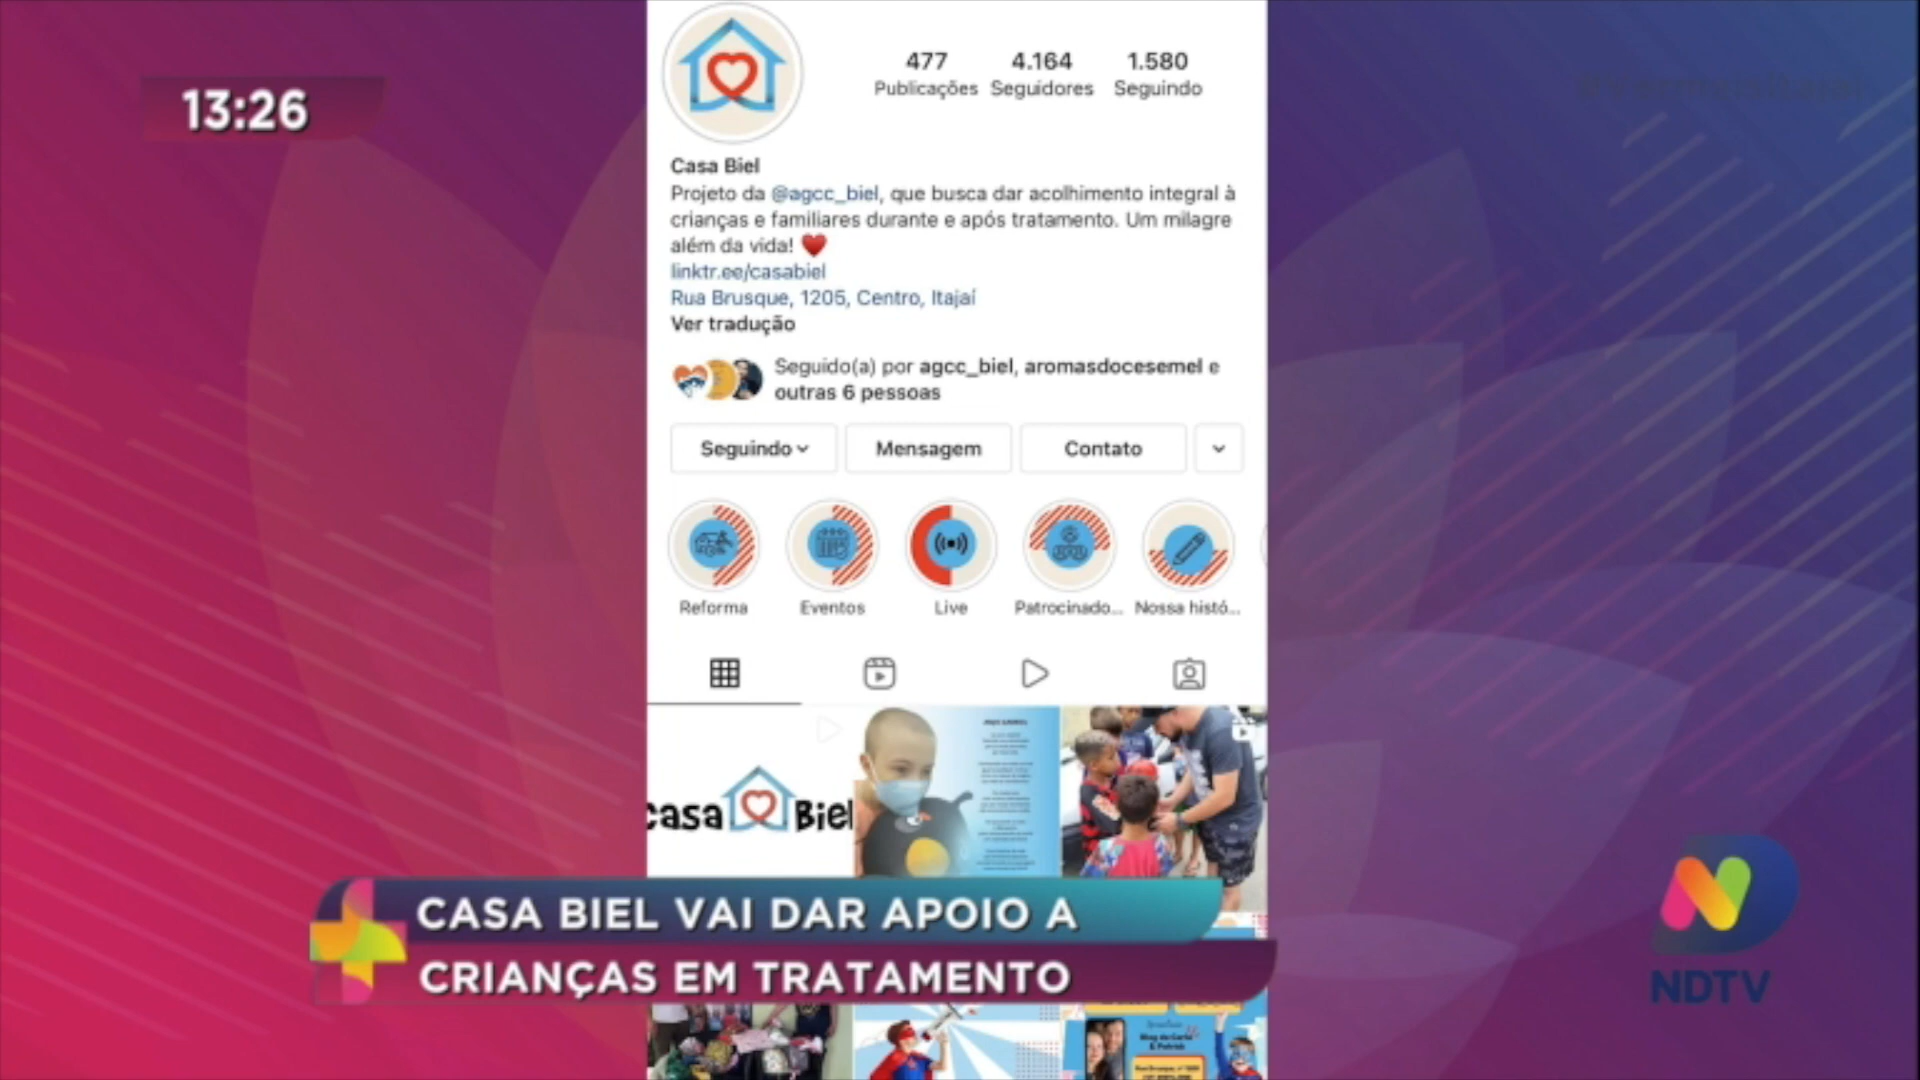 13:26
477 4.164 1.580
Publicações Seguidores Seguindo
Casa Biel
Projeto da @agcc_biel, que busca dar acolhimento integral à
crianças e familiares durante e após tratamento. Um milagre
além da vida! ♥
linktr.ee/casabiel
Rua Brusque, 1205, Centro, Itajaí
Ver tradução
Seguido(a) por agcc_biel, aromasdocesemel e
outras 6 pessoas
Seguindo Mensagem Contato
Reforma Eventos Live Patrocinado... Nossa histó...
casa Biel
CASA BIEL VAI DAR APOIO A
CRIANÇAS EM TRATAMENTO
NDTV